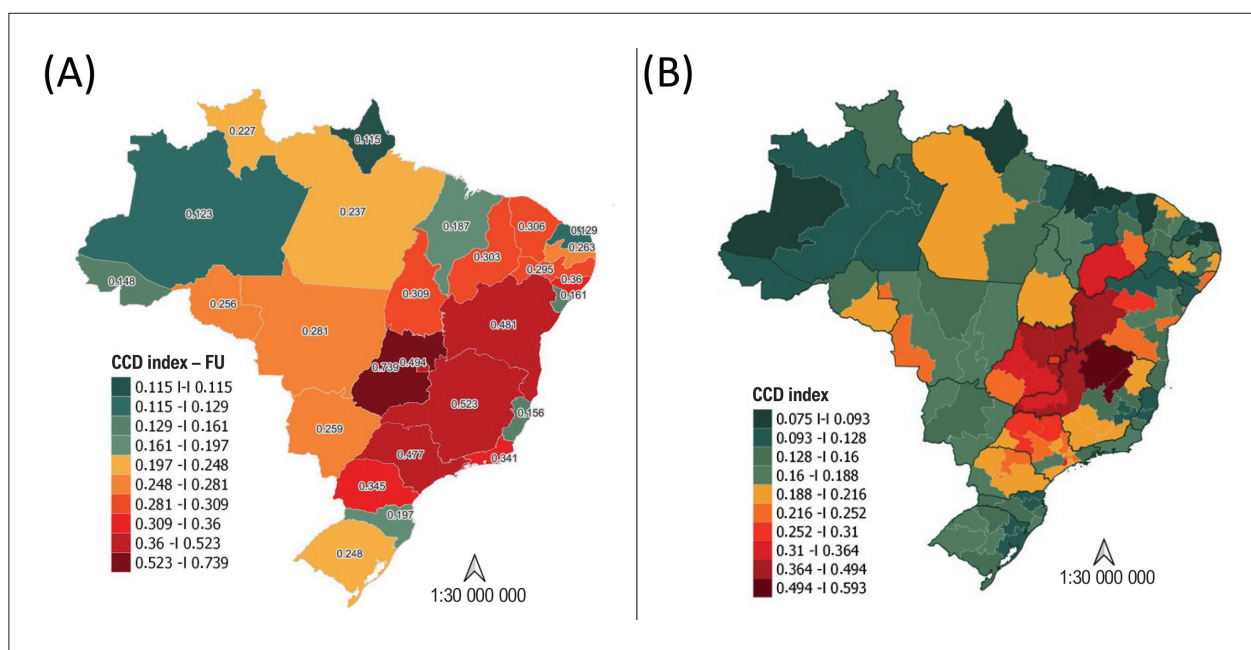 (A)
0.227
0.115
0.123
0.237
0.187
0.306
0.129
0.263
0.303
0.295
0.36
0.161
0.148
0.256
0.281
0.309
0.481
0.739
0.494
0.523
0.156
0.259
0.477
0.341
0.345
0.197
0.248
CCD index – FU
0.115 I-I 0.115
0.115 -I 0.129
0.129 -I 0.161
0.161 -I 0.197
0.197 -I 0.248
0.248 -I 0.281
0.281 -I 0.309
0.309 -I 0.36
0.36 -I 0.523
0.523 -I 0.739
1:30 000 000
(B)
CCD index
0.075 I-I 0.093
0.093 -I 0.128
0.128 -I 0.16
0.16 -I 0.188
0.188 -I 0.216
0.216 -I 0.252
0.252 -I 0.31
0.31 -I 0.364
0.364 -I 0.494
0.494 -I 0.593
1:30 000 000